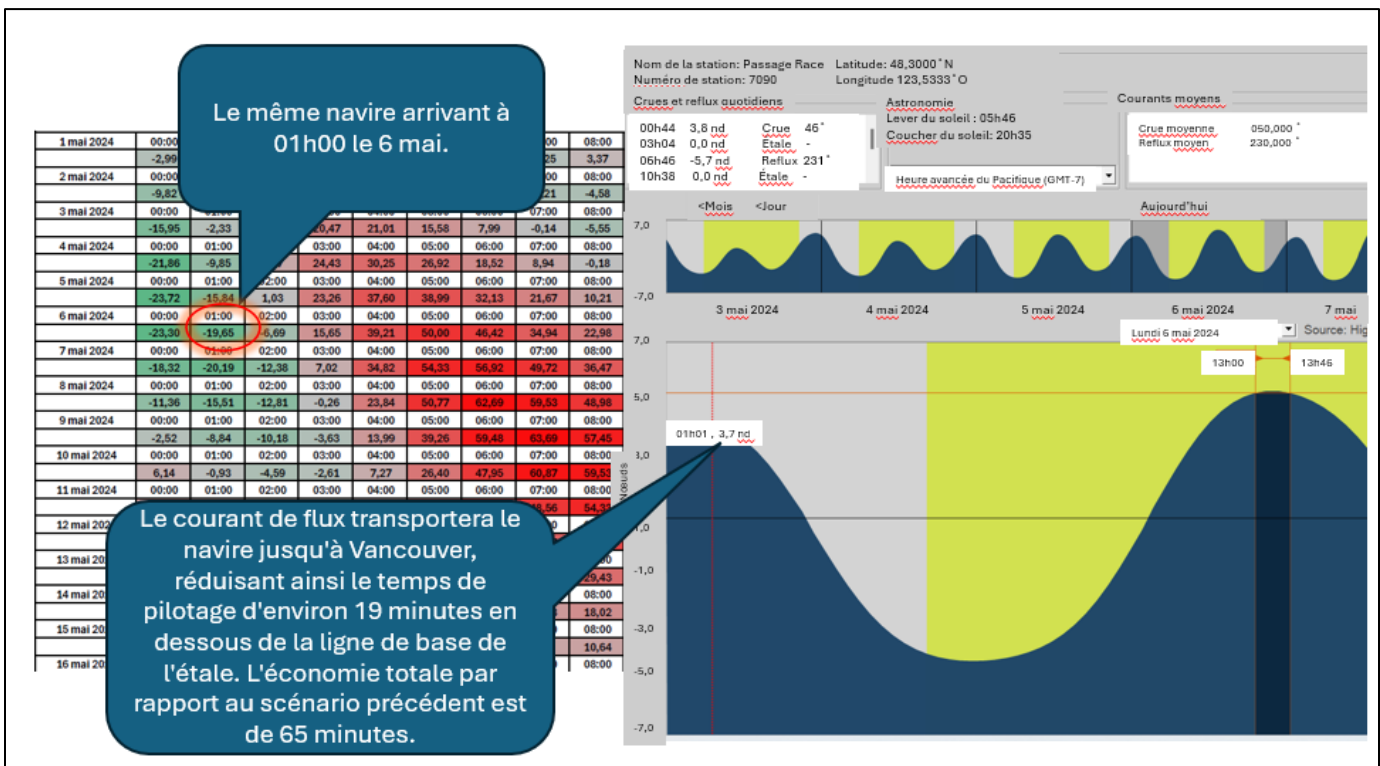 Le même navire arrivant à
01h00 le 6 mai.
1 mai 2024 00:00 00 08:00
-2,99 25 3,37
2 mai 2024 00:00 00 08:00
-9,82 21 -4,58
3 mai 2024 00:00 07:00 08:00
-15,95 -2,33 20,47 21,01 15,58 7,99 -0,14 -5,55
4 mai 2024 00:00 01:00 03:00 04:00 05:00 06:00 07:00 08:00
-21,86 -9,85 24,43 30,25 26,92 18,52 8,94 -0,18
5 mai 2024 00:00 01:00 02:00 03:00 04:00 05:00 06:00 07:00 08:00
-23,72 -15,84 1,03 23,26 37,60 38,99 32,13 21,67 10,21
6 mai 2024 00:00 01:00 02:00 03:00 04:00 05:00 06:00 07:00 08:00
-23,30 -19,65 -6,69 15,65 39,21 50,00 46,42 34,94 22,98
7 mai 2024 00:00 01:00 02:00 03:00 04:00 05:00 06:00 07:00 08:00
-18,32 -20,19 -12,38 7,02 34,82 54,33 56,92 49,72 36,47
8 mai 2024 00:00 01:00 02:00 03:00 04:00 05:00 06:00 07:00 08:00
-11,36 -15,51 -12,81 -0,26 23,84 50,77 62,69 59,53 48,98
9 mai 2024 00:00 01:00 02:00 03:00 04:00 05:00 06:00 07:00 08:00
-2,52 -8,84 -10,18 -3,63 13,99 39,26 59,48 63,69 57,45
10 mai 2024 00:00 01:00 02:00 03:00 04:00 05:00 06:00 07:00 08:00
6,14 -0,93 -4,59 -2,61 7,27 26,40 47,95 60,87 59,53
11 mai 2024 00:00 01:00 02:00 03:00 04:00 05:00 06:00 07:00 08:00
48,56 54,33
12 mai 202
13 mai 20
29,43
14 mai 20 08:00
18,02
15 mai 20 08:00
10,64
16 mai 20 08:00
Le courant de flux transportera le
navire jusqu'à Vancouver,
réduisant ainsi le temps de
pilotage d'environ 19 minutes en
dessous de la ligne de base de
l'étale. L'économie totale par
rapport au scénario précédent est
de 65 minutes.
Nom de la station: Passage Race Latitude: 48,3000°N
Numéro de station: 7090 Longitude 123,5333°O
Crues et reflux quotidiens
00h44 3,8 nd Crue 46°
03h04 0,0 nd Étale -
06h46 -5,7 nd Reflux 231°
10h38 0,0 nd Étale -
Astronomie
Lever du soleil : 05h46
Coucher du soleil: 20h35
Heure avancée du Pacifique (GMT-7)
Courants moyens
Crue moyenne 050,000 °
Reflux moyen 230,000 °
<Mois <Jour Aujourd'hui
7,0
-7,0
3 mai 2024 4 mai 2024 5 mai 2024 6 mai 2024 7 mai
Lundi 6 mai 2024 Source: Hig
7,0
13h00 13h46
5,0
01h01 , 3,7 nd
3,0
Nœuds
1,0
-1,0
-3,0
-5,0
-7,0